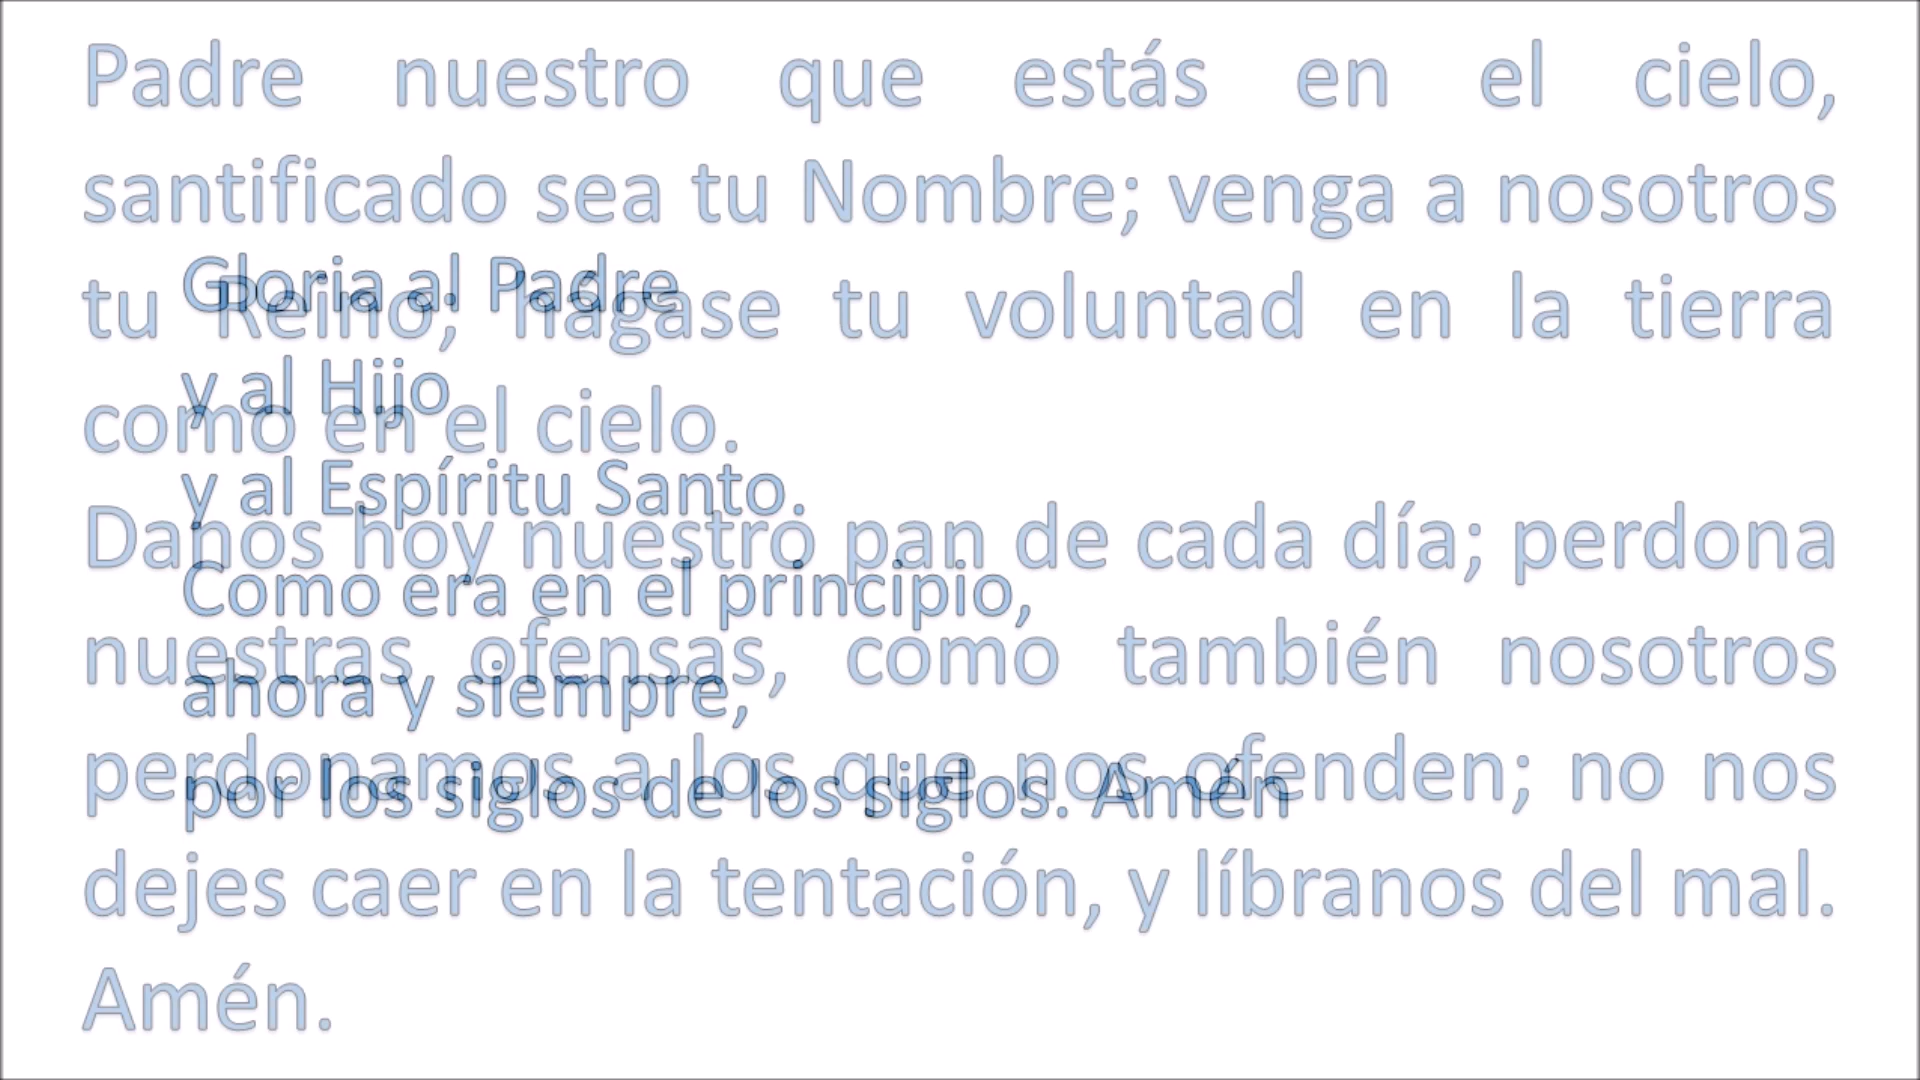 Padre nuestro que estás en el cielo,
santificado sea tu Nombre; venga a nosotros
tu Reino; hágase tu voluntad en la tierra
como en el cielo.
Danos hoy nuestro pan de cada día; perdona
nuestras ofensas, como también nosotros
perdonamos a los que nos ofenden; no nos
dejes caer en la tentación, y líbranos del mal.
Amén.
Gloria al Padre
y al Hijo
y al Espíritu Santo.
Como era en el principio,
ahora y siempre,
por los siglos de los siglos. Amén